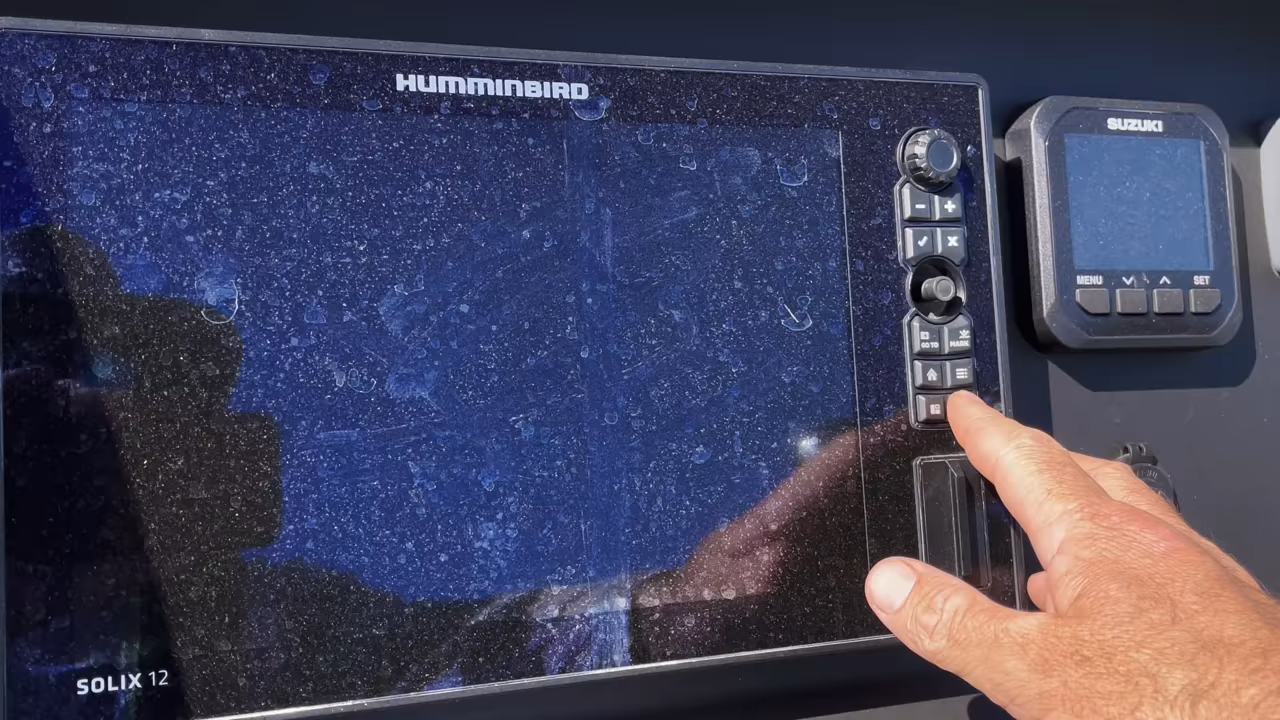 HUMMINBIRD
SUZUKI
MENU
SET
GO TO
MARK
SOLIX 12